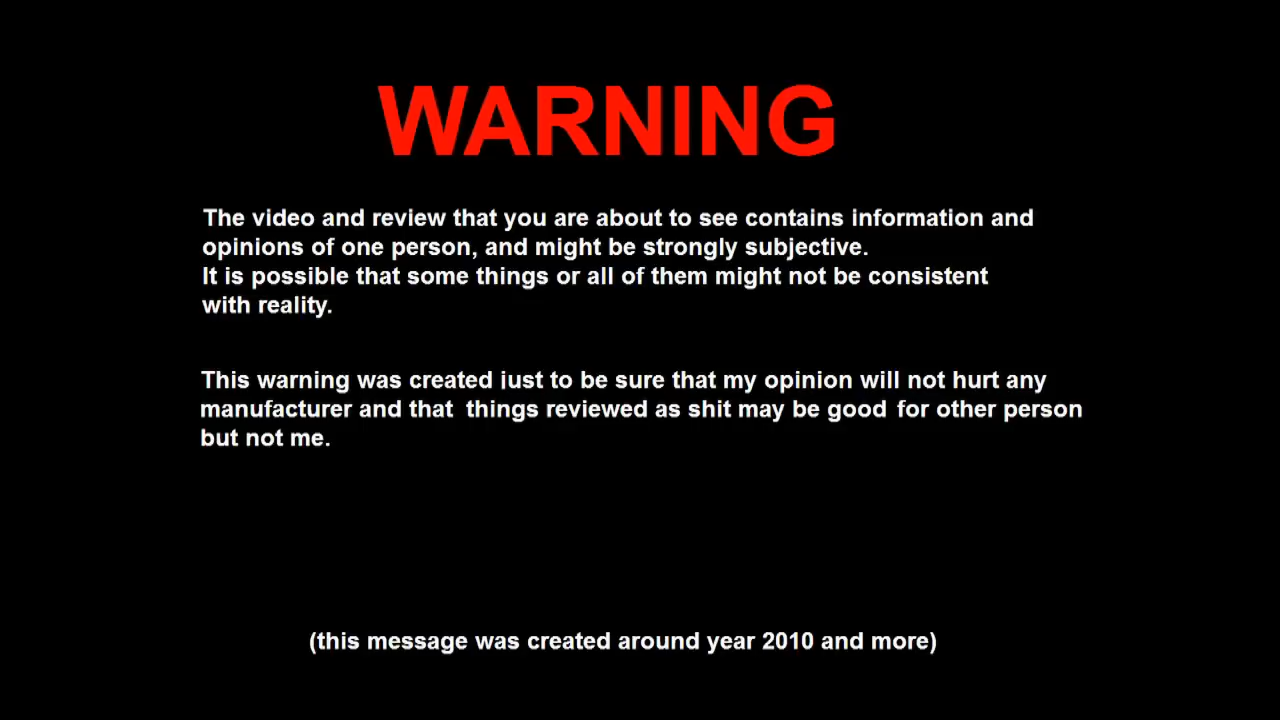 WARNING
The video and review that you are about to see contains information and
opinions of one person, and might be strongly subjective.
It is possible that some things or all of them might not be consistent
with reality.
This warning was created just to be sure that my opinion will not hurt any
manufacturer and that  things reviewed as shit may be good for other person
but not me.
(this message was created around year 2010 and more)